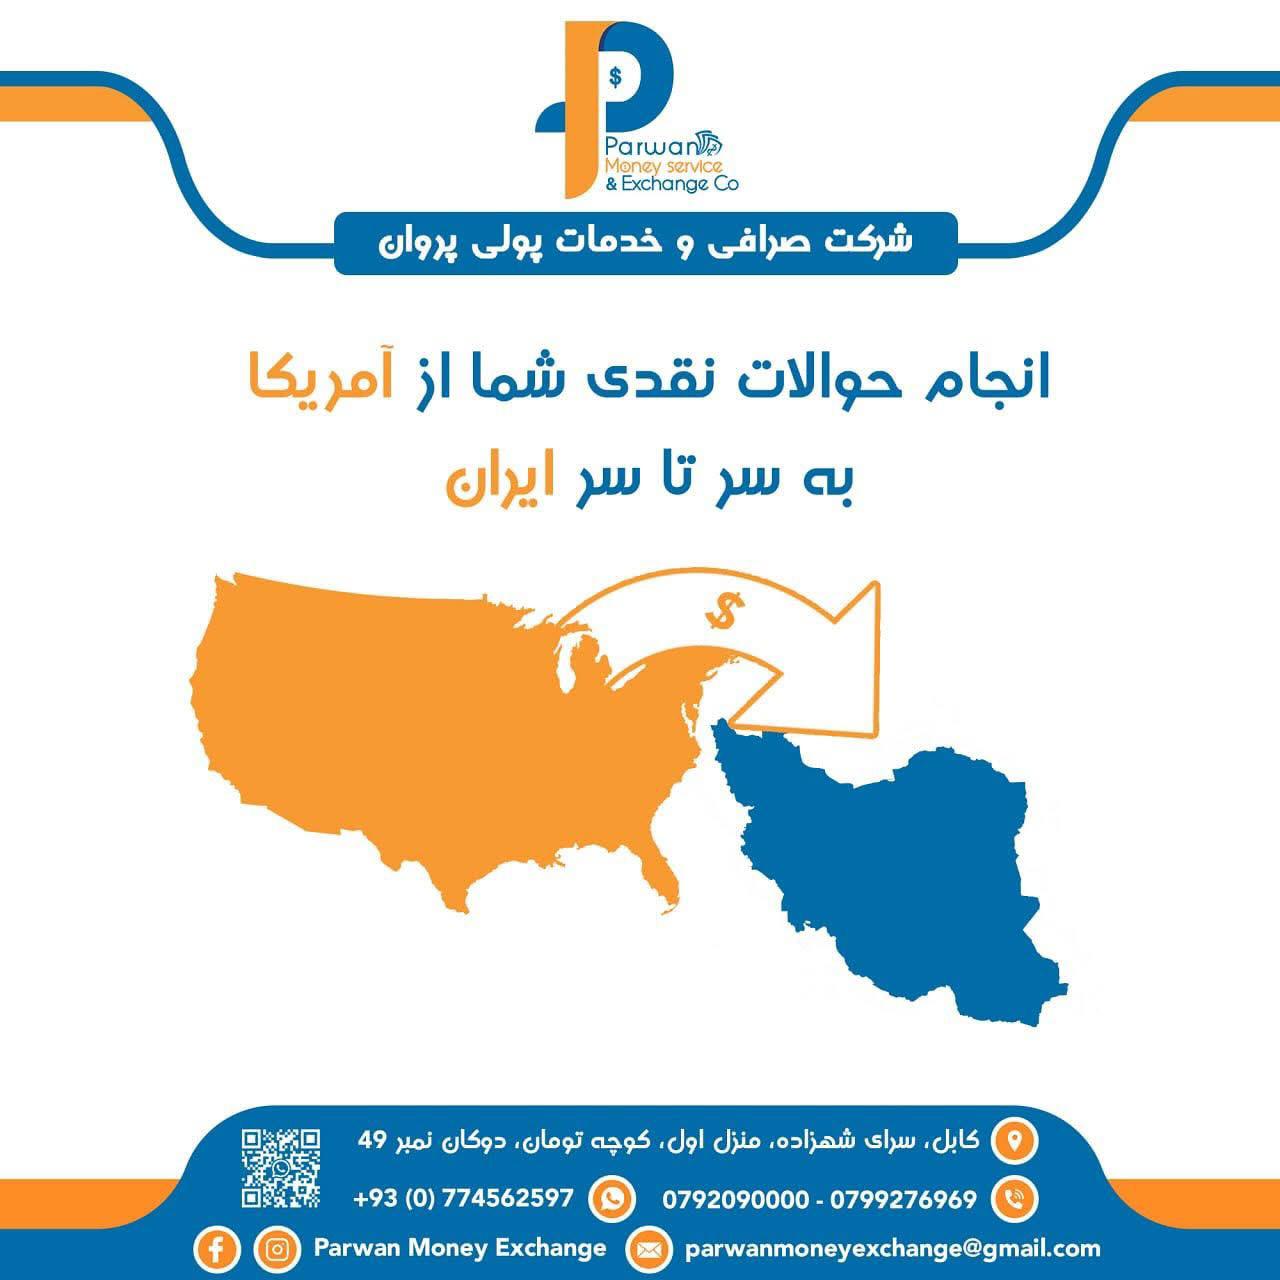 $
Parwan
Money service
& Exchange Co
شرکت صرافی و خدمات پولی پروان
انجام حوالات نقدی شما از آمریکا
به سر تا سر ایران
$
کابل، سرای شهزاده، منزل اول، کوچه تومان، دوکان نمبر 49
0792090000 - 0799276969
+93 (0) 774562597
Parwan Money Exchange
parwanmoneyexchange@gmail.com